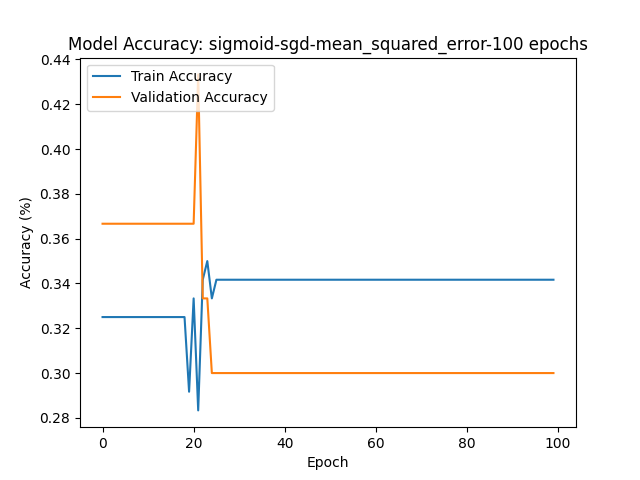 Model Accuracy: sigmoid-sgd-mean_squared_error-100 epochs
Train Accuracy
Validation Accuracy
Accuracy (%)
0.44
0.42
0.40
0.38
0.36
0.34
0.32
0.30
0.28
0 20 40 60 80 100
Epoch